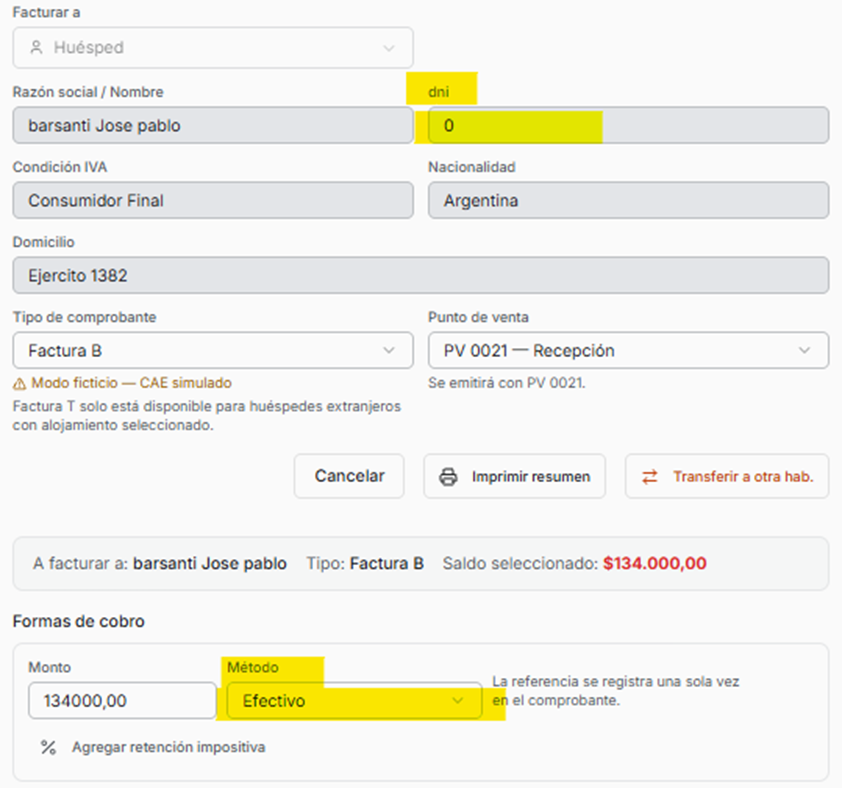 Facturar a
Huésped
Razón social / Nombre dni
barsanti Jose pablo 0
Condición IVA Nacionalidad
Consumidor Final Argentina
Domicilio
Ejercito 1382
Tipo de comprobante Punto de venta
Factura B PV 0021 — Recepción
Modo ficticio — CAE simulado Se emitirá con PV 0021.
Factura T solo está disponible para huéspedes extranjeros
con alojamiento seleccionado.
Cancelar Imprimir resumen Transferir a otra hab.
A facturar a: barsanti Jose pablo Tipo: Factura B Saldo seleccionado: $134.000,00
Formas de cobro
Monto Método La referencia se registra una sola vez
134000,00 Efectivo en el comprobante.
% Agregar retención impositiva